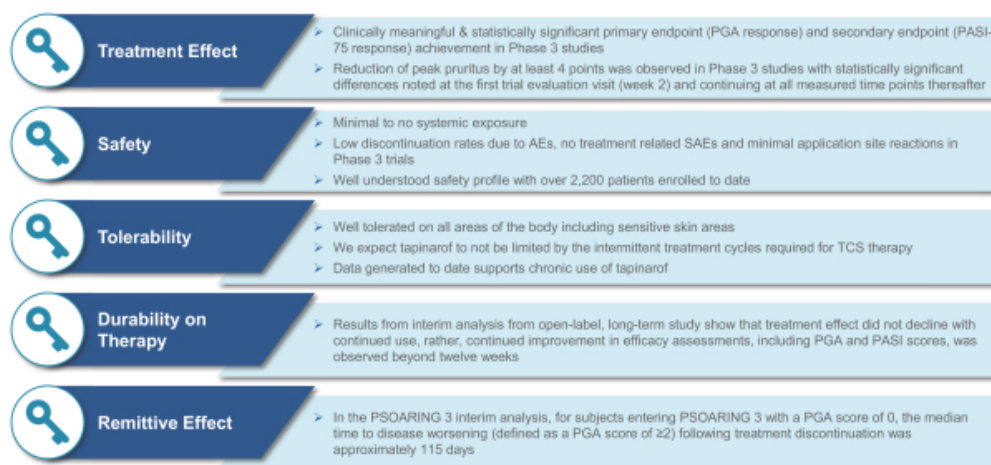 Treatment Effect
➤ Clinically meaningful & statistically significant primary endpoint (PGA response) and secondary endpoint (PASI-
75 response) achievement in Phase 3 studies
➤ Reduction of peak pruritus by at least 4 points was observed in Phase 3 studies with statistically significant
differences noted at the first trial evaluation visit (week 2) and continuing at all measured time points thereafter
Safety
➤ Minimal to no systemic exposure
➤ Low discontinuation rates due to AEs, no treatment related SAEs and minimal application site reactions in
Phase 3 trials
➤ Well understood safety profile with over 2,200 patients enrolled to date
Tolerability
➤ Well tolerated on all areas of the body including sensitive skin areas
➤ We expect tapinarof to not be limited by the intermittent treatment cycles required for TCS therapy
➤ Data generated to date supports chronic use of tapinarof
Durability on
Therapy
➤ Results from interim analysis from open-label, long-term study show that treatment effect did not decline with
continued use, rather, continued improvement in efficacy assessments, including PGA and PASI scores, was
observed beyond twelve weeks
Remittive Effect
➤ In the PSOARING 3 interim analysis, for subjects entering PSOARING 3 with a PGA score of 0, the median
time to disease worsening (defined as a PGA score of ≥2) following treatment discontinuation was
approximately 115 days